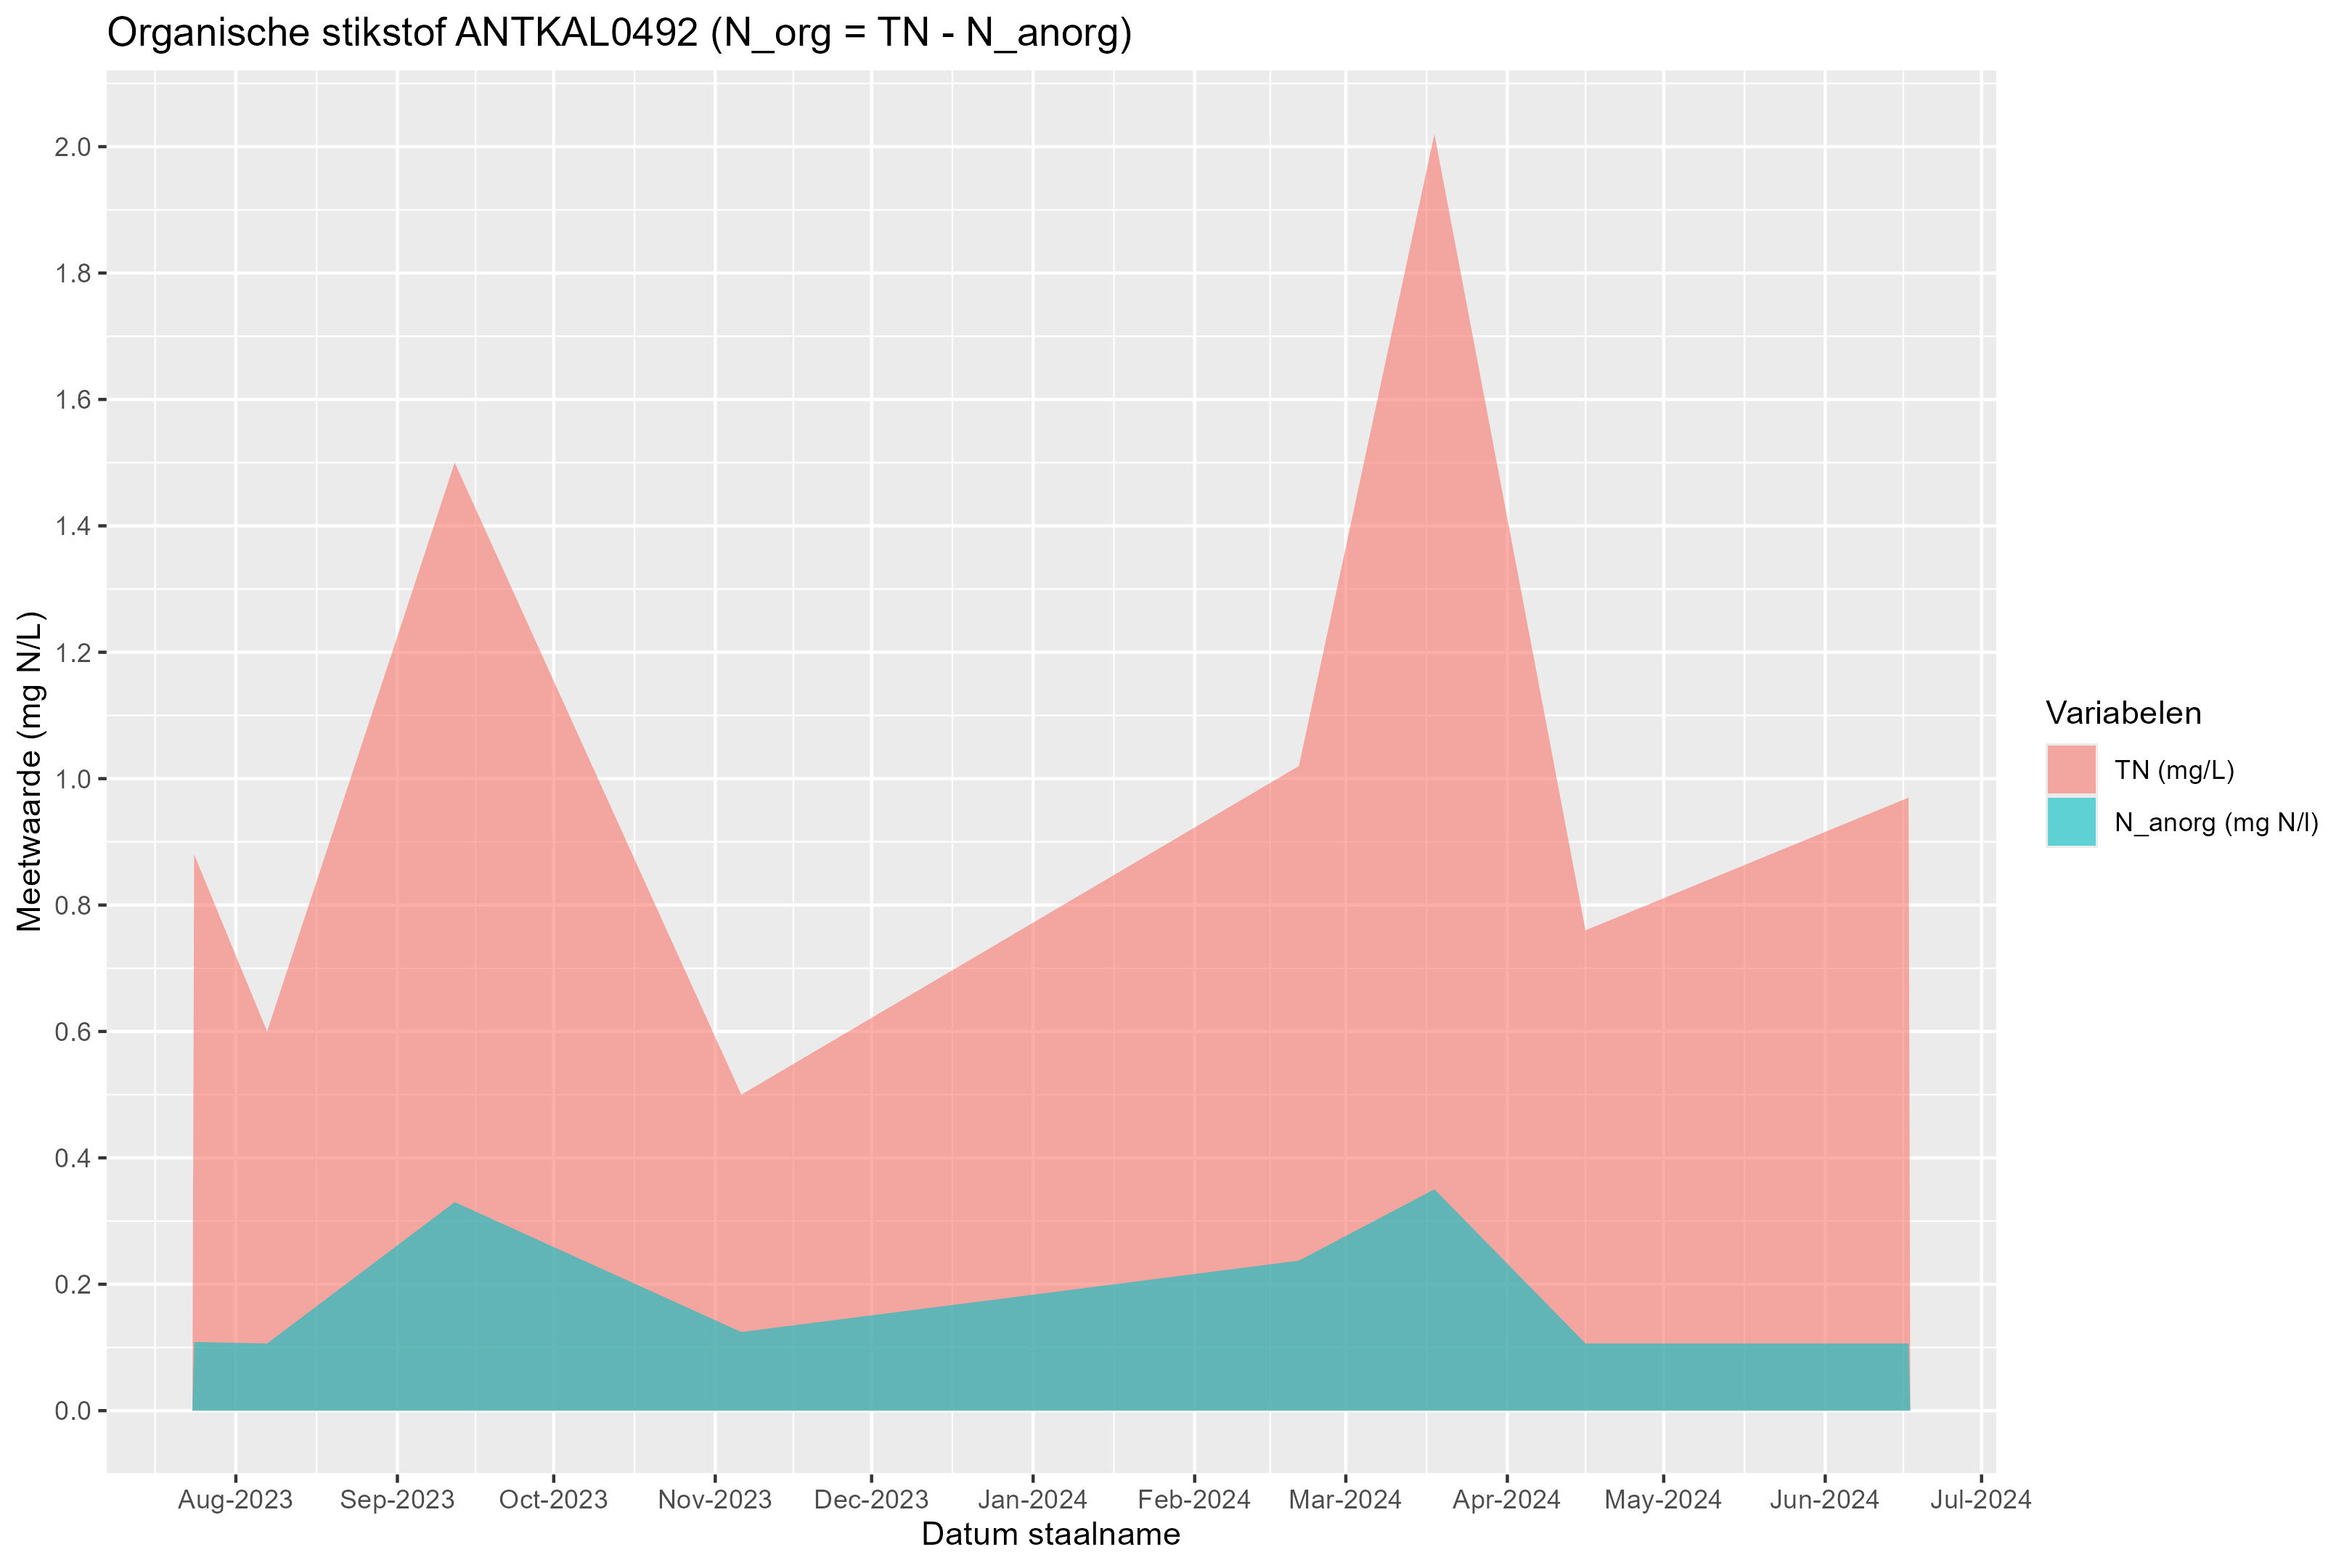 Organische stikstof ANTKAL0492 (N_org = TN - N_anorg)
Meetwaarde (mg N/L)
2.0
1.8
1.6
1.4
1.2
1.0
0.8
0.6
0.4
0.2
0.0
Aug-2023 Sep-2023 Oct-2023 Nov-2023 Dec-2023 Jan-2024 Feb-2024 Mar-2024 Apr-2024 May-2024 Jun-2024 Jul-2024
Datum staalname
Variabelen
TN (mg/L)
N_anorg (mg N/l)